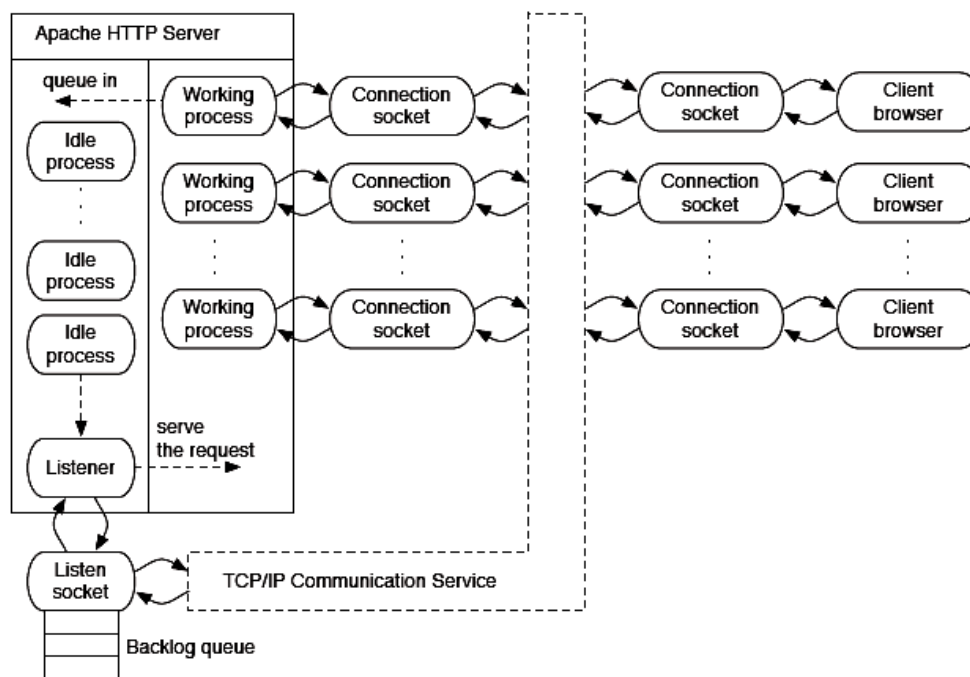 Apache HTTP Server
queue in
Working
process
Connection
socket
Connection
socket
Client
browser
Idle
process
Working
process
Connection
socket
Connection
socket
Client
browser
Idle
process
Working
process
Connection
socket
Connection
socket
Client
browser
Idle
process
serve
the request
Listener
Listen
socket
TCP/IP Communication Service
Backlog queue